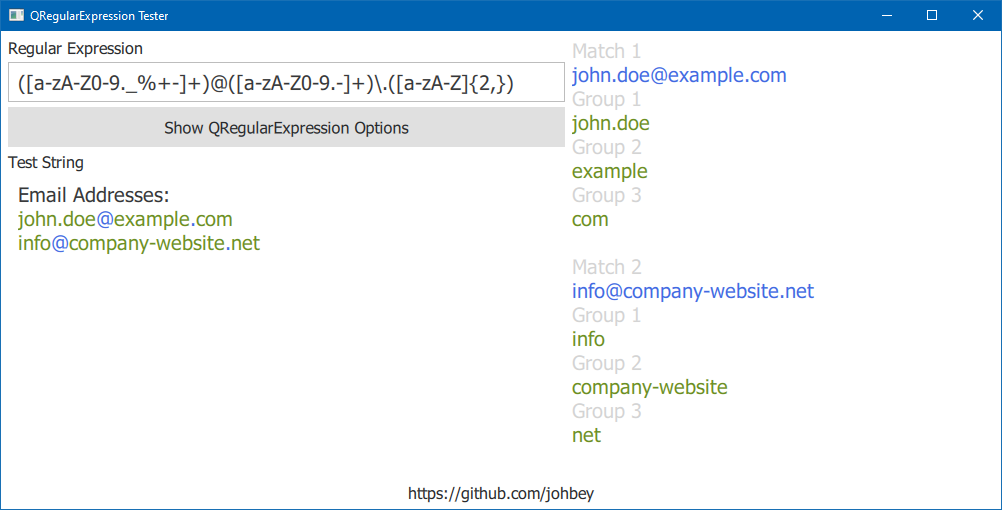 QRegularExpression Tester
Regular Expression
([a-zA-Z0-9._%+-]+)@([a-zA-Z0-9.-]+)\.([a-zA-Z]{2,})
Show QRegularExpression Options
Test String
Email Addresses:
john.doe@example.com
info@company-website.net
Match 1
john.doe@example.com
Group 1
john.doe
Group 2
example
Group 3
com
Match 2
info@company-website.net
Group 1
info
Group 2
company-website
Group 3
net
https://github.com/johbey